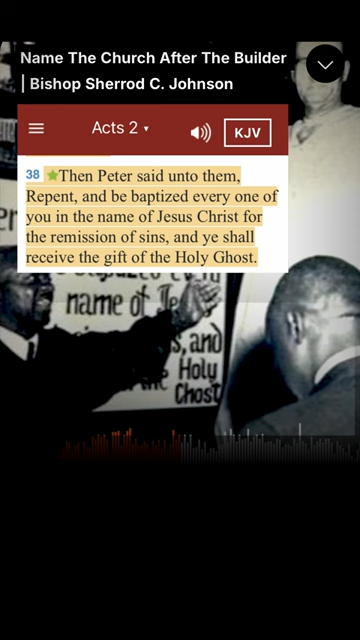 Name The Church After The Builder
| Bishop Sherrod C. Johnson
Acts 2
KJV
38 Then Peter said unto them,
Repent, and be baptized every one of
you in the name of Jesus Christ for
the remission of sins, and ye shall
receive the gift of the Holy Ghost.
name of
s, and
Holy
Ghost